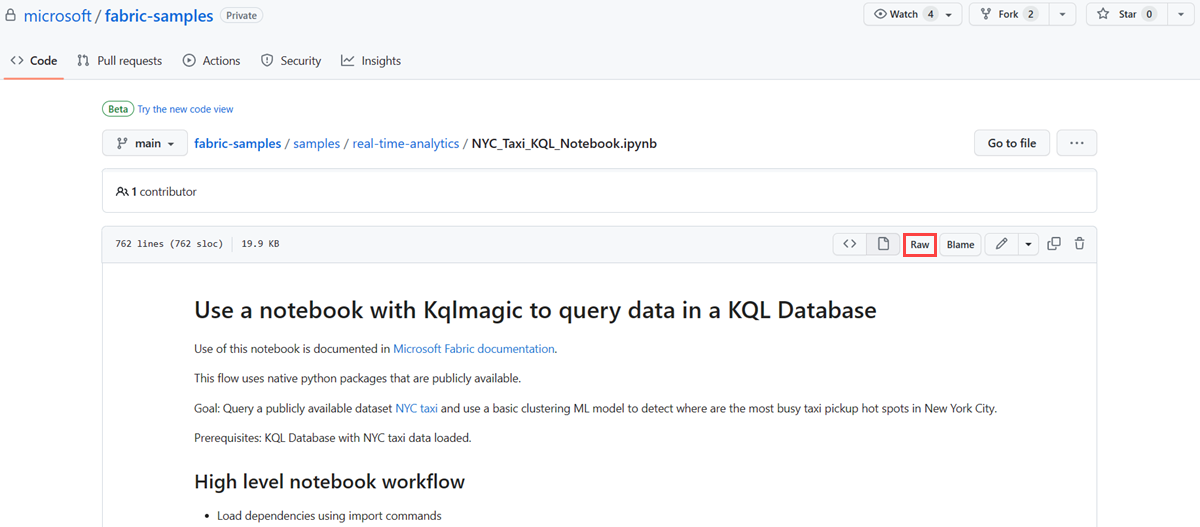 microsoft / fabric-samples Private Watch 4 Fork 2 Star 0
Code Pull requests Actions Security Insights
Beta Try the new code view
main fabric-samples / samples / real-time-analytics / NYC_Taxi_KQL_Notebook.ipynb Go to file ...
1 contributor
762 lines (762 sloc) 19.9 KB <> Raw Blame
Use a notebook with Kqlmagic to query data in a KQL Database
Use of this notebook is documented in Microsoft Fabric documentation.
This flow uses native python packages that are publicly available.
Goal: Query a publicly available dataset NYC taxi and use a basic clustering ML model to detect where are the most busy taxi pickup hot spots in New York City.
Prerequisites: KQL Database with NYC taxi data loaded.
High level notebook workflow
• Load dependencies using import commands